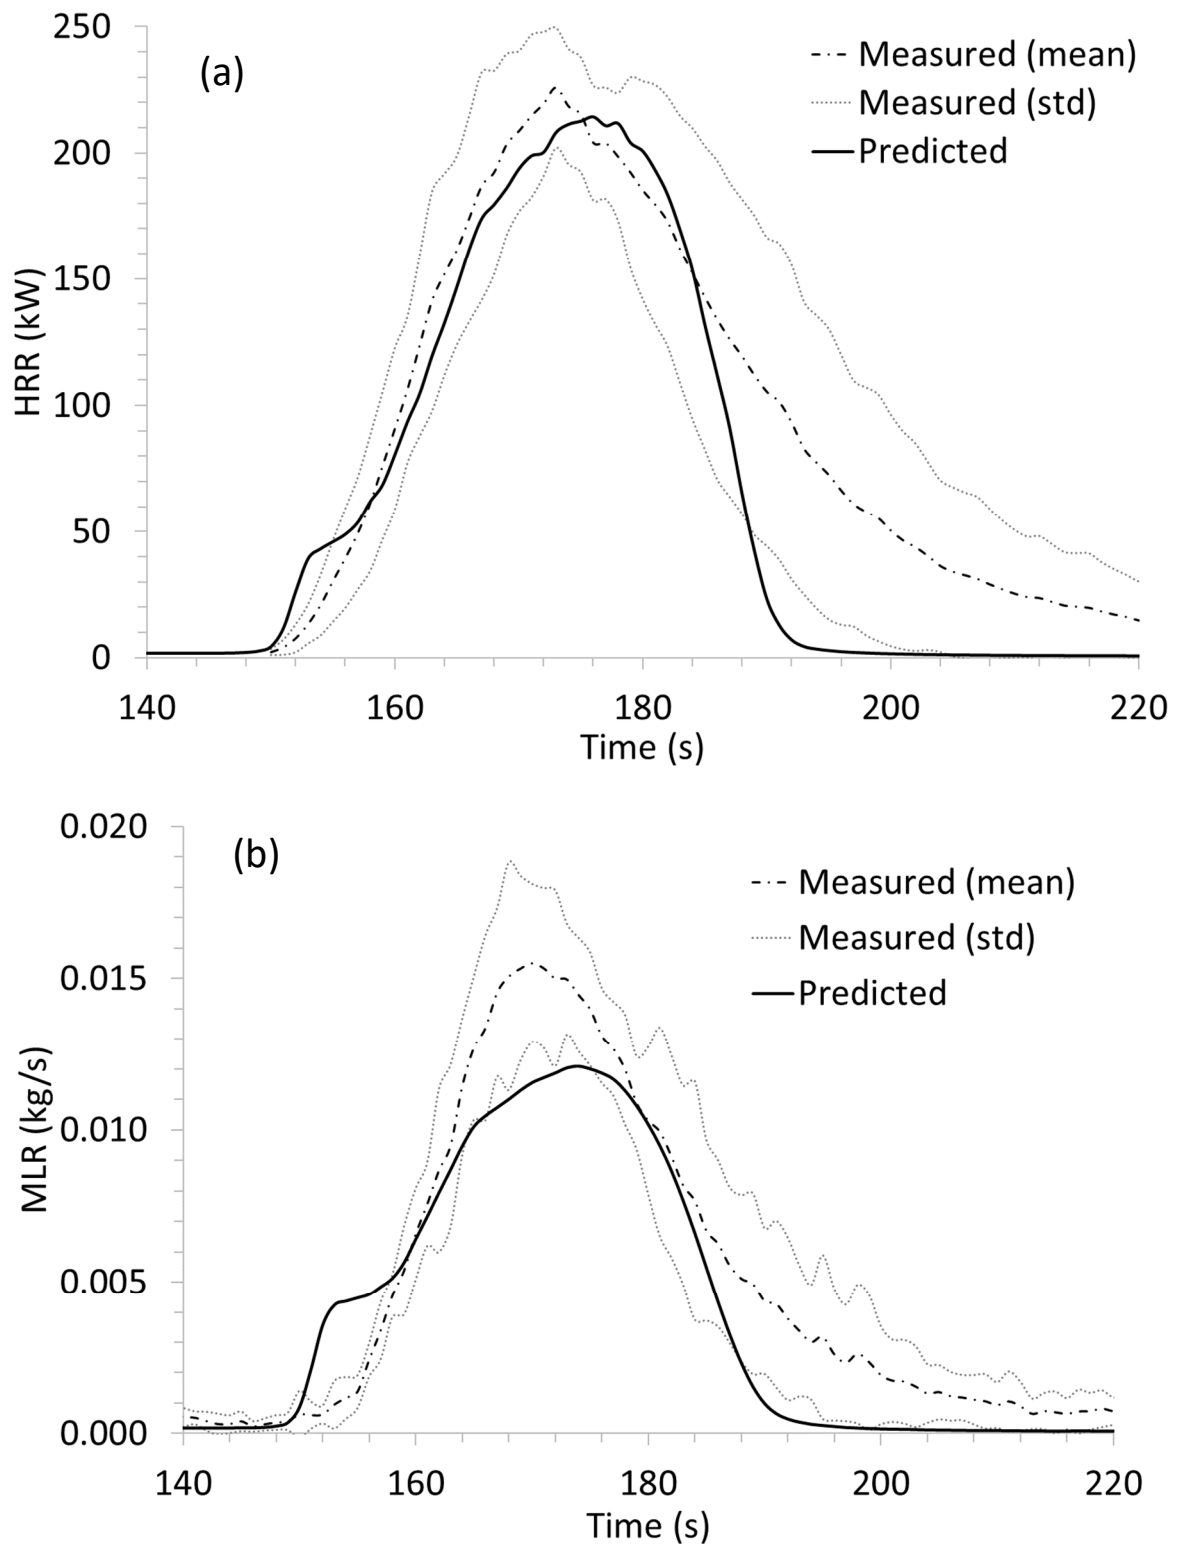 (a)
Measured (mean)
Measured (std)
Predicted
HRR (kW)
250
200
150
100
50
0
140 160 180 200 220
Time (s)
(b)
Measured (mean)
Measured (std)
Predicted
MLR (kg/s)
0.020
0.015
0.010
0.005
0.000
140 160 180 200 220
Time (s)